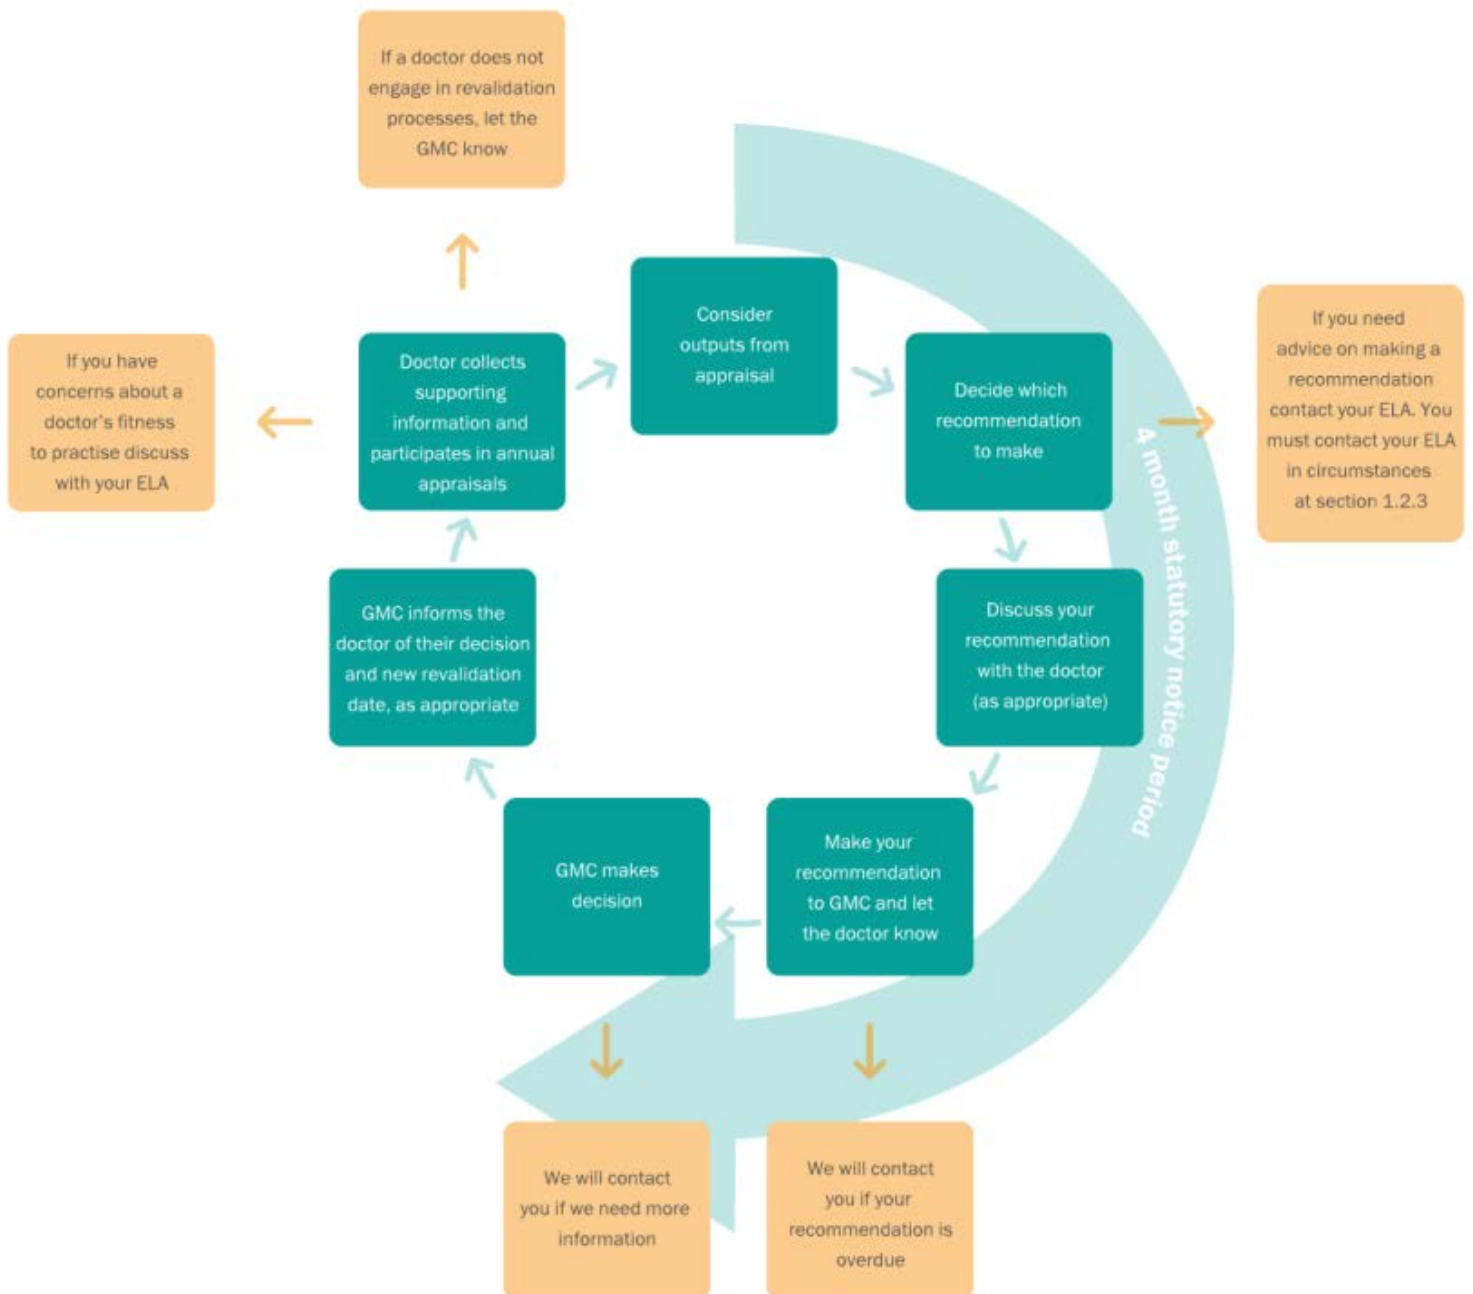 If a doctor does not
engage in revalidation
processes, let the
GMC know
Consider
outputs from
appraisal
If you need
advice on making a
recommendation
contact your ELA. You
must contact your ELA
in circumstances
at section 1.2.3
If you have
concerns about a
doctor's fitness
to practise discuss
with your ELA
Doctor collects
supporting
information and
participates in annual
appraisals
Decide which
recommendation
to make
4 month statutory notice period
GMC informs the
doctor of their decision
and new revalidation
date, as appropriate
Discuss your
recommendation
with the doctor
(as appropriate)
GMC makes
decision
Make your
recommendation
to GMC and let
the doctor know
We will contact
you if we need more
information
We will contact
you if your
recommendation is
overdue